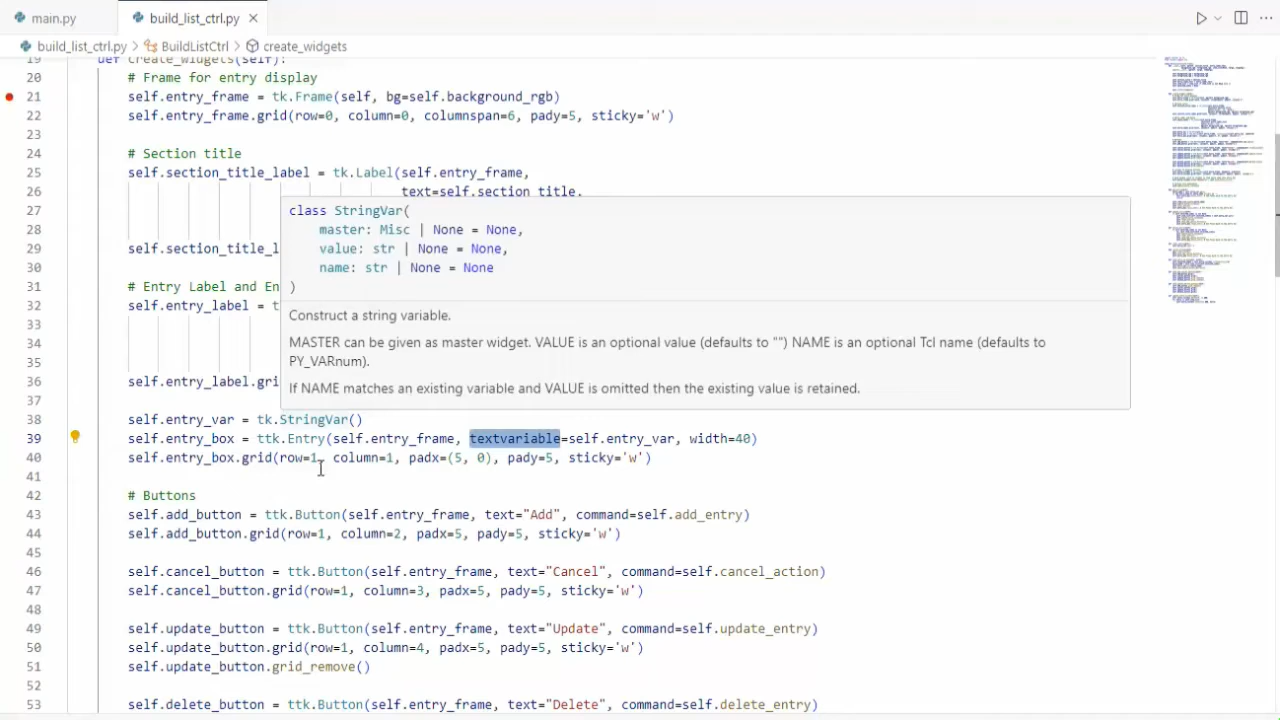 main.py build_list_ctrl.py
build_list_ctrl.py > BuildListCtrl > create_widgets
19 def create_widgets(self):
20 # Frame for entry display
21 self.entry_frame = tk.Frame(self, bg=self.background_rgb)
22 self.entry_frame.grid(row=0, column=0, columnspan=5, pady=5, sticky='w')
23
24 # Section title
25 self.section_title_label = tk.Label(self.entry_frame,
26 text=self.section_title,
27
28
29 self.section_title_l
30
31 # Entry Label and En
32 self.entry_label = t
33
34
35
36 self.entry_label.gri
37
class StringVar(
master: Misc | None = None,
value: str | None = None,
name: str | None = None
Construct a string variable.
MASTER can be given as master widget. VALUE is an optional value (defaults to "") NAME is an optional Tcl name (defaults to
PY_VARnum).
If NAME matches an existing variable and VALUE is omitted then the existing value is retained.
38 self.entry_var = tk.StringVar()
39 self.entry_box = ttk.Entry(self.entry_frame, textvariable=self.entry_var, width=40)
40 self.entry_box.grid(row=1, column=1, padx=(5, 0), pady=5, sticky='w')
41
42 # Buttons
43 self.add_button = ttk.Button(self.entry_frame, text="Add", command=self.add_entry)
44 self.add_button.grid(row=1, column=2, padx=5, pady=5, sticky='w')
45
46 self.cancel_button = ttk.Button(self.entry_frame, text="Cancel", command=self.cancel_action)
47 self.cancel_button.grid(row=1, column=3, padx=5, pady=5, sticky='w')
48
49 self.update_button = ttk.Button(self.entry_frame, text="Update", command=self.update_entry)
50 self.update_button.grid(row=1, column=4, padx=5, pady=5, sticky='w')
51 self.update_button.grid_remove()
52
53 self.delete_button = ttk.Button(self.entry_frame, text="Delete", command=self.delete_entry)